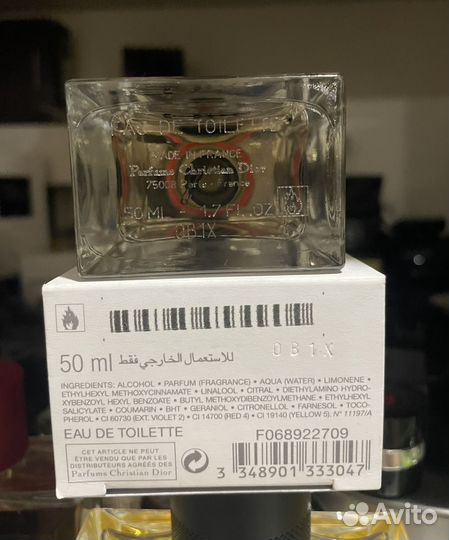 EAU DE TOILETTE
MADE IN FRANCE
Parfums Christian Dior
75008 Paris - France
50 ML - 1.7 FL.OZ
0B1X
50 ml للاستعمال الخارجي فقط 0B1X
INGREDIENTS: ALCOHOL • PARFUM (FRAGRANCE) • AQUA (WATER) • LIMONENE •
ETHYLHEXYL METHOXYCINNAMATE • LINALOOL • CITRAL • DIETHYLAMINO HYDRO-
XYBENZOYL HEXYL BENZOATE • BUTYL METHOXYDIBENZOYLMETHANE • ETHYLHEXYL
SALICYLATE • COUMARIN • BHT • GERANIOL • CITRONELLOL • FARNESOL • TOCO-
PHEROL • CI 60730 (EXT. VIOLET 2) • CI 14700 (RED 4) • CI 19140 (YELLOW 5). N° 11197/A
EAU DE TOILETTE F068922709
CET ARTICLE NE PEUT
ÊTRE VENDU QUE PAR LES
DISTRIBUTEURS AGRÉÉS DES
Parfums Christian Dior
3 348901 333047
Avito